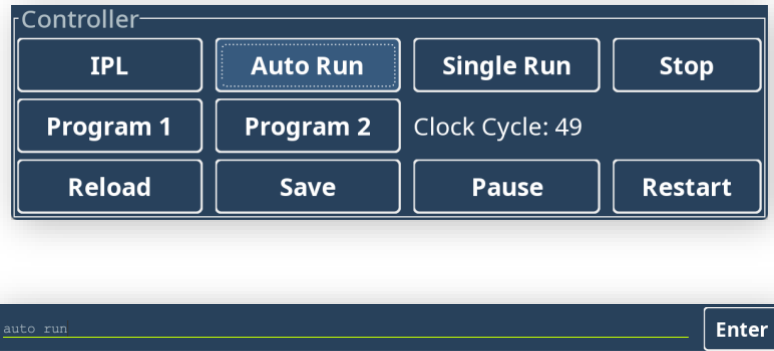 Controller
IPL Auto Run Single Run Stop
Program 1 Program 2 Clock Cycle: 49
Reload Save Pause Restart
auto run Enter